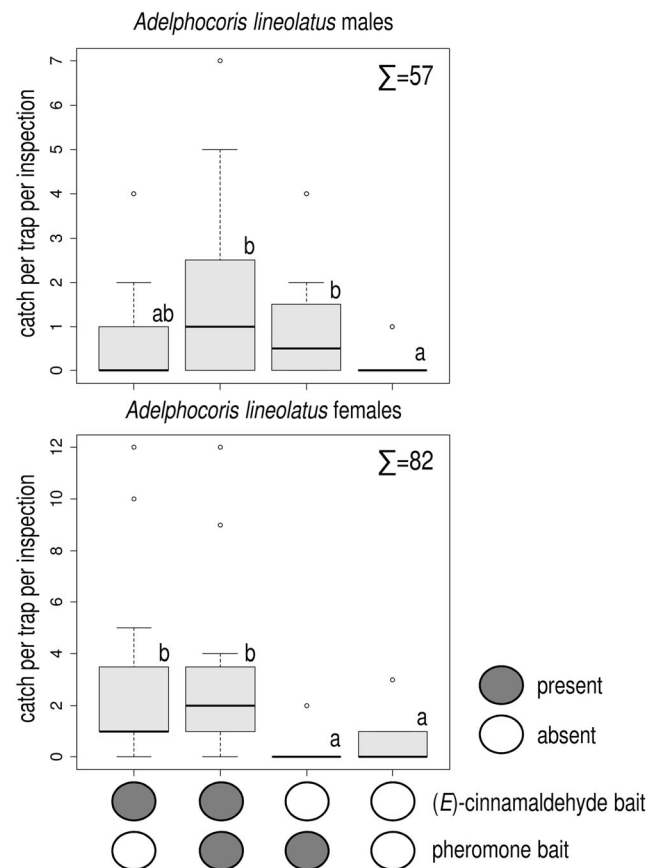 Adelphocoris lineolatus males
∑=57
catch per trap per inspection
7
6
5
4
3
2
1
0
ab
b
b
a
Adelphocoris lineolatus females
∑=82
catch per trap per inspection
12
10
8
6
4
2
0
b
b
a
a
present
absent
(E)-cinnamaldehyde bait
pheromone bait